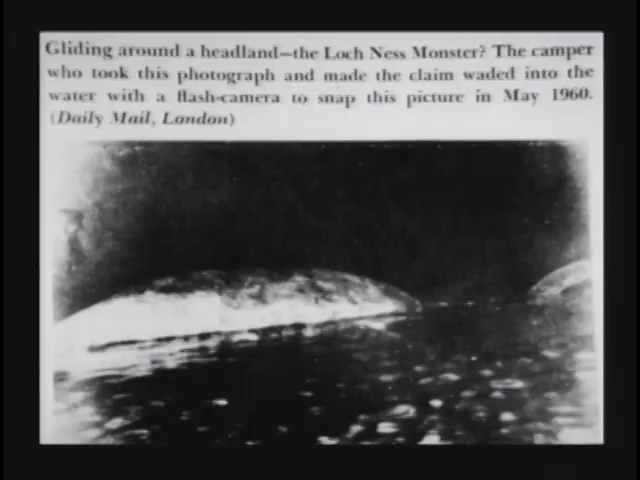 Gliding around a headland—the Loch Ness Monster? The camper
who took this photograph and made the claim waded into the
water with a flash-camera to snap this picture in May 1960.
(Daily Mail, London)